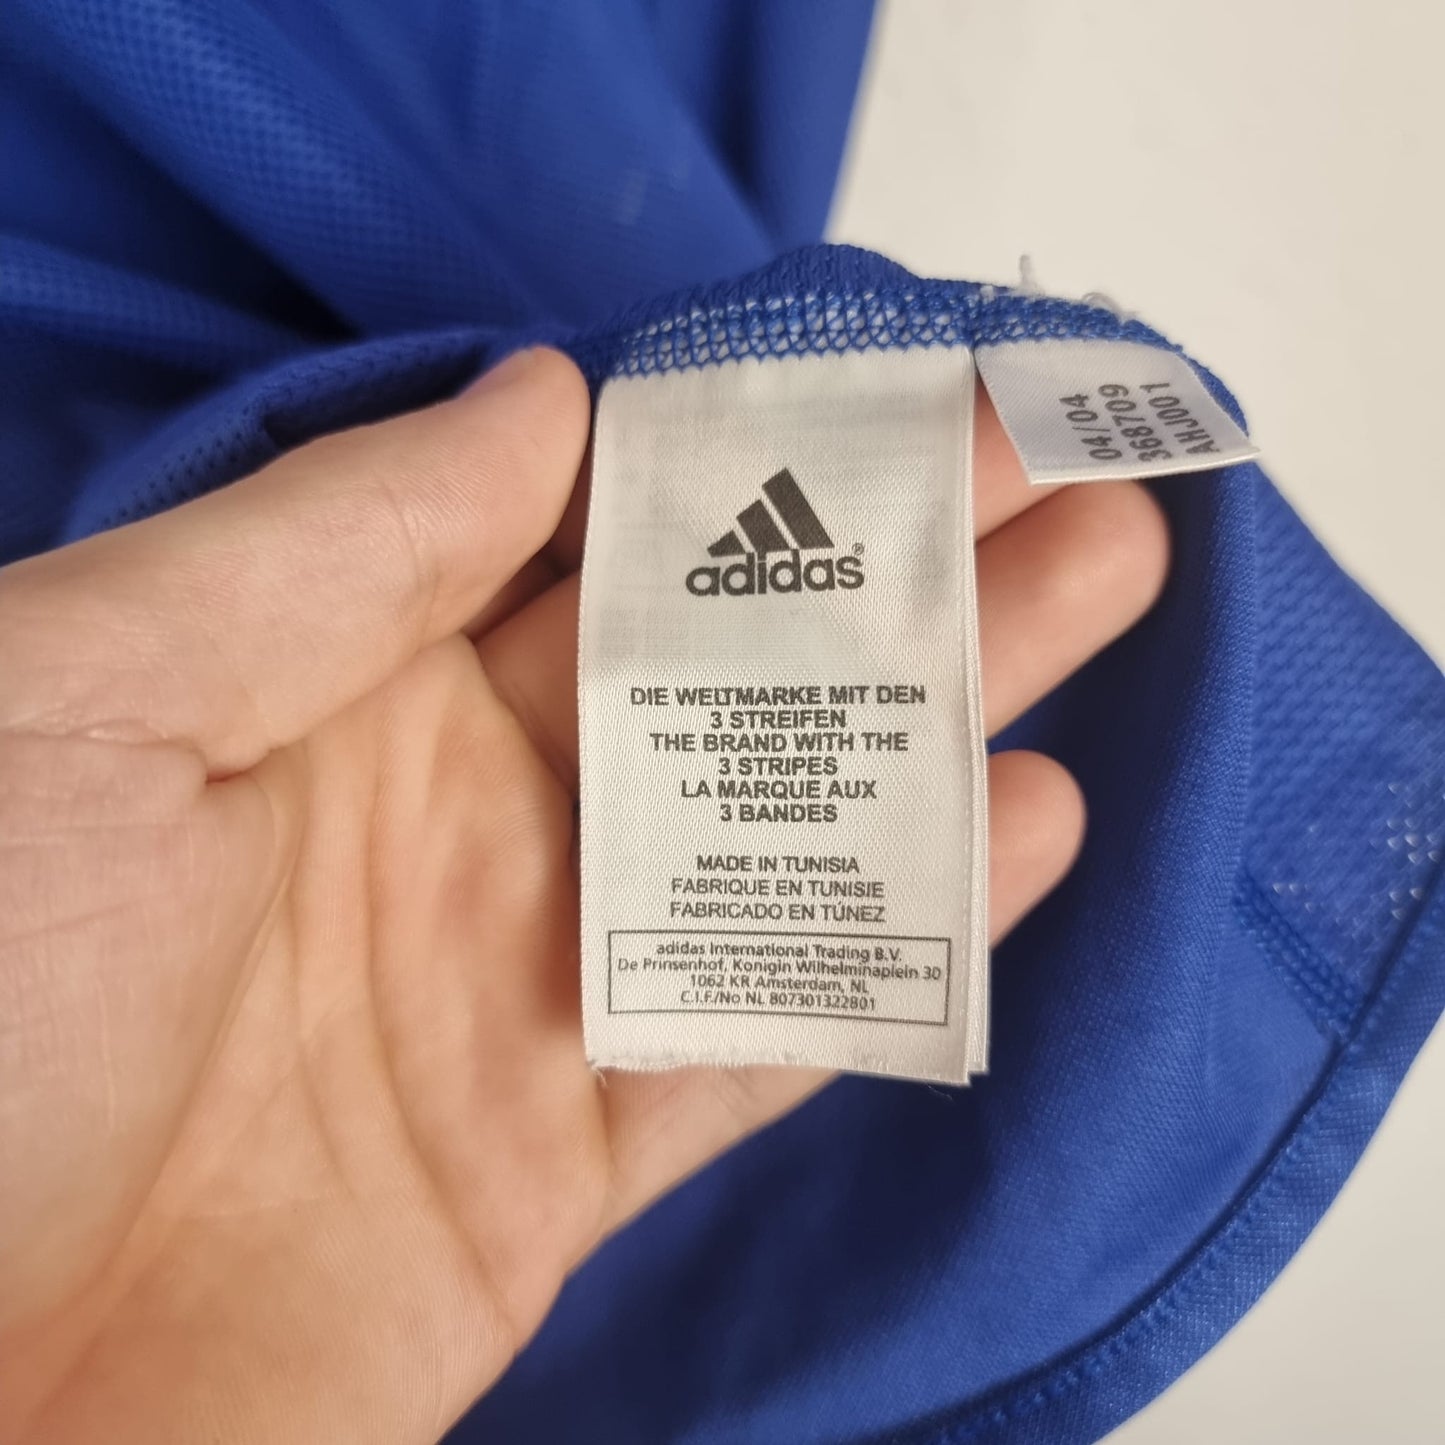 adidas®
DIE WELTMARKE MIT DEN
3 STREIFEN
THE BRAND WITH THE
3 STRIPES
LA MARQUE AUX
3 BANDES
MADE IN TUNISIA
FABRIQUE EN TUNISIE
FABRICADO EN TÚNEZ
adidas International Trading B.V.
De Prinsenhof, Konigin Wilhelminaplein 30
1062 KR Amsterdam, NL
C.I.F./No NL 807301322801
04/04
368709
AHJ001